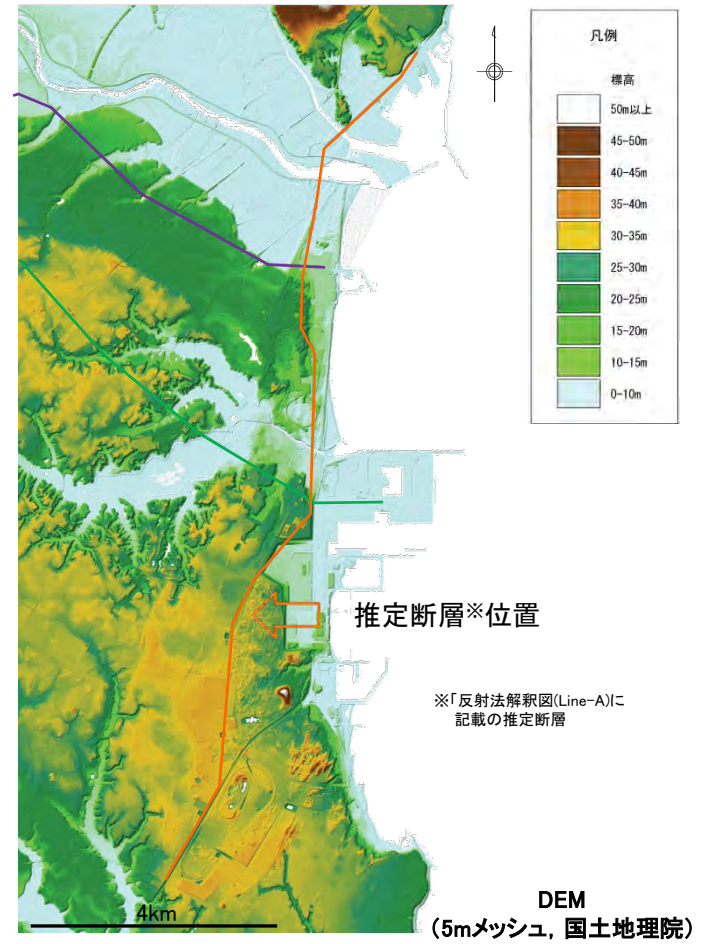 凡例
標高
50m以上
45-50m
40-45m
35-40m
30-35m
25-30m
20-25m
15-20m
10-15m
0-10m
推定断層※位置
※「反射法解釈図(Line-A)に
記載の推定断層
4km
DEM
(5mメッシュ, 国土地理院)